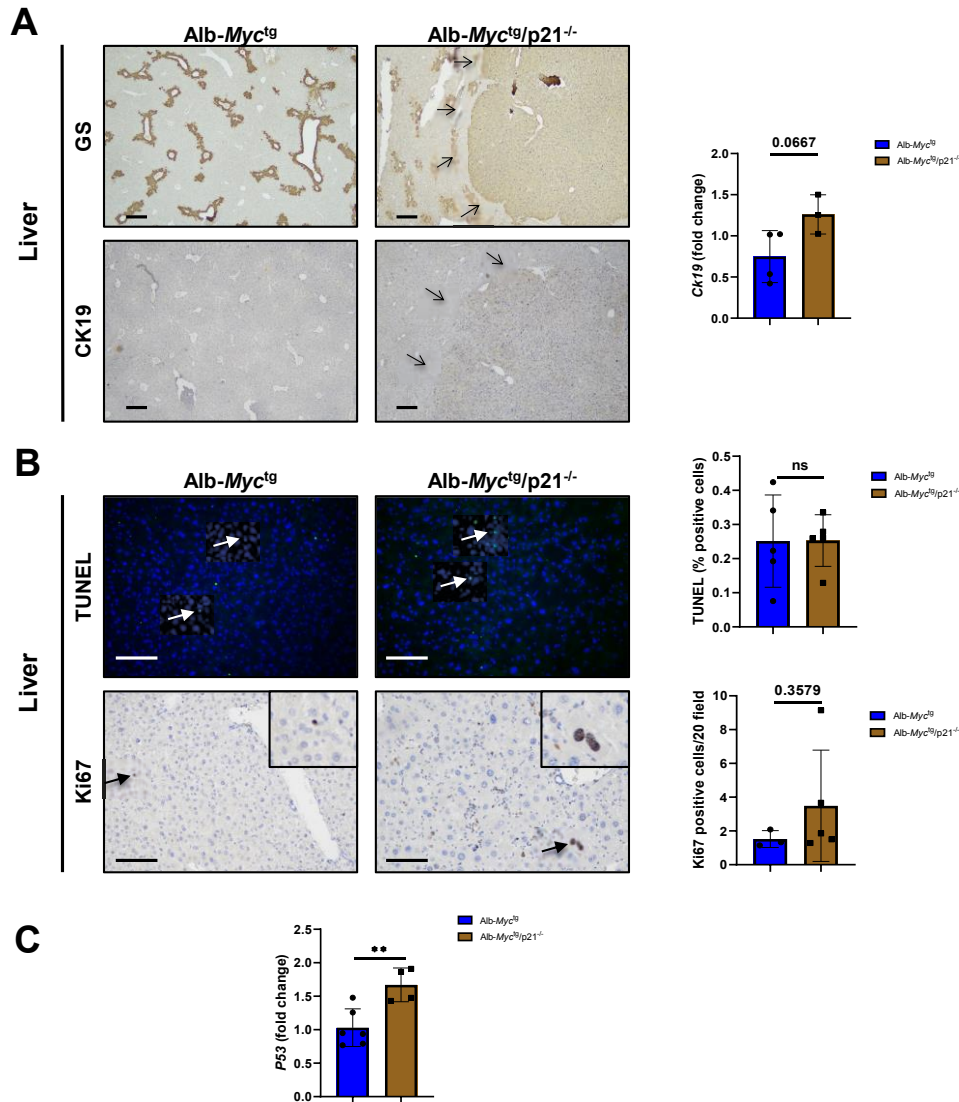 A
Alb-Myctg
Alb-Myctg/p21-/-
Liver
GS
CK19
Ck19 (fold change)
2.0
1.5
1.0
0.5
0.0
0.0667
Alb-Myctg
Alb-Myctg/p21-/-
B
Alb-Myctg
Alb-Myctg/p21-/-
Liver
TUNEL
Ki67
TUNEL (% positive cells)
0.5
0.4
0.3
0.2
0.1
0.0
ns
Alb-Myctg
Alb-Myctg/p21-/-
Ki67 positive cells/20 field
10
8
6
4
2
0
0.3579
Alb-Myctg
Alb-Myctg/p21-/-
C
P53 (fold change)
2.5
2.0
1.5
1.0
0.5
0.0
**
Alb-Myctg
Alb-Myctg/p21-/-